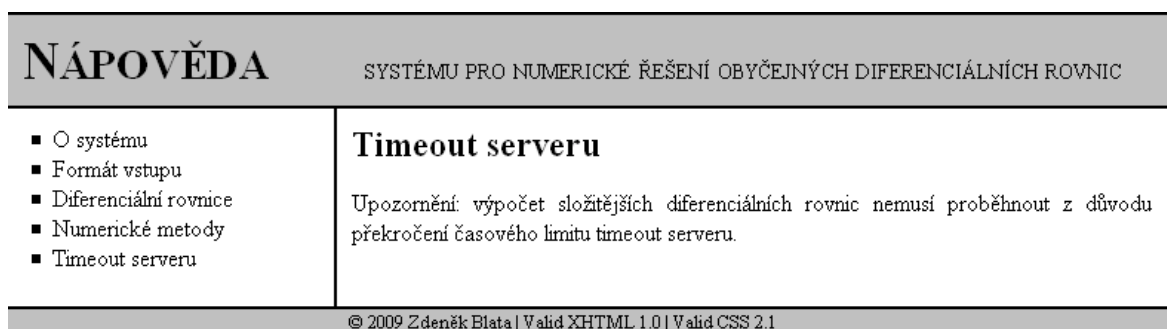 NÁPOVĚDA
SYSTÉMU PRO NUMERICKÉ ŘEŠENÍ OBYČEJNÝCH DIFERENCIÁLNÍCH ROVNIC
O systému
Formát vstupu
Diferenciální rovnice
Numerické metody
Timeout serveru
Timeout serveru
Upozornění: výpočet složitějších diferenciálních rovnic nemusí proběhnout z důvodu
překročení časového limitu timeout serveru.
© 2009 Zdeněk Blata | Valid XHTML 1.0 | Valid CSS 2.1